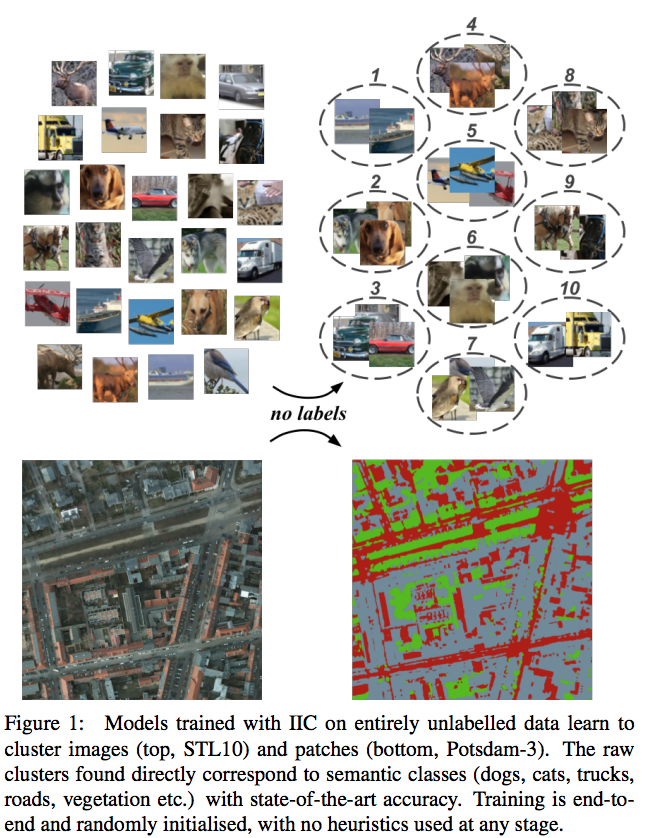 4
1
8
5
2
9
6
3
10
7
no labels
Figure 1: Models trained with IIC on entirely unlabelled data learn to
cluster images (top, STL10) and patches (bottom, Potsdam-3). The raw
clusters found directly correspond to semantic classes (dogs, cats, trucks,
roads, vegetation etc.) with state-of-the-art accuracy. Training is end-to-
end and randomly initialised, with no heuristics used at any stage.